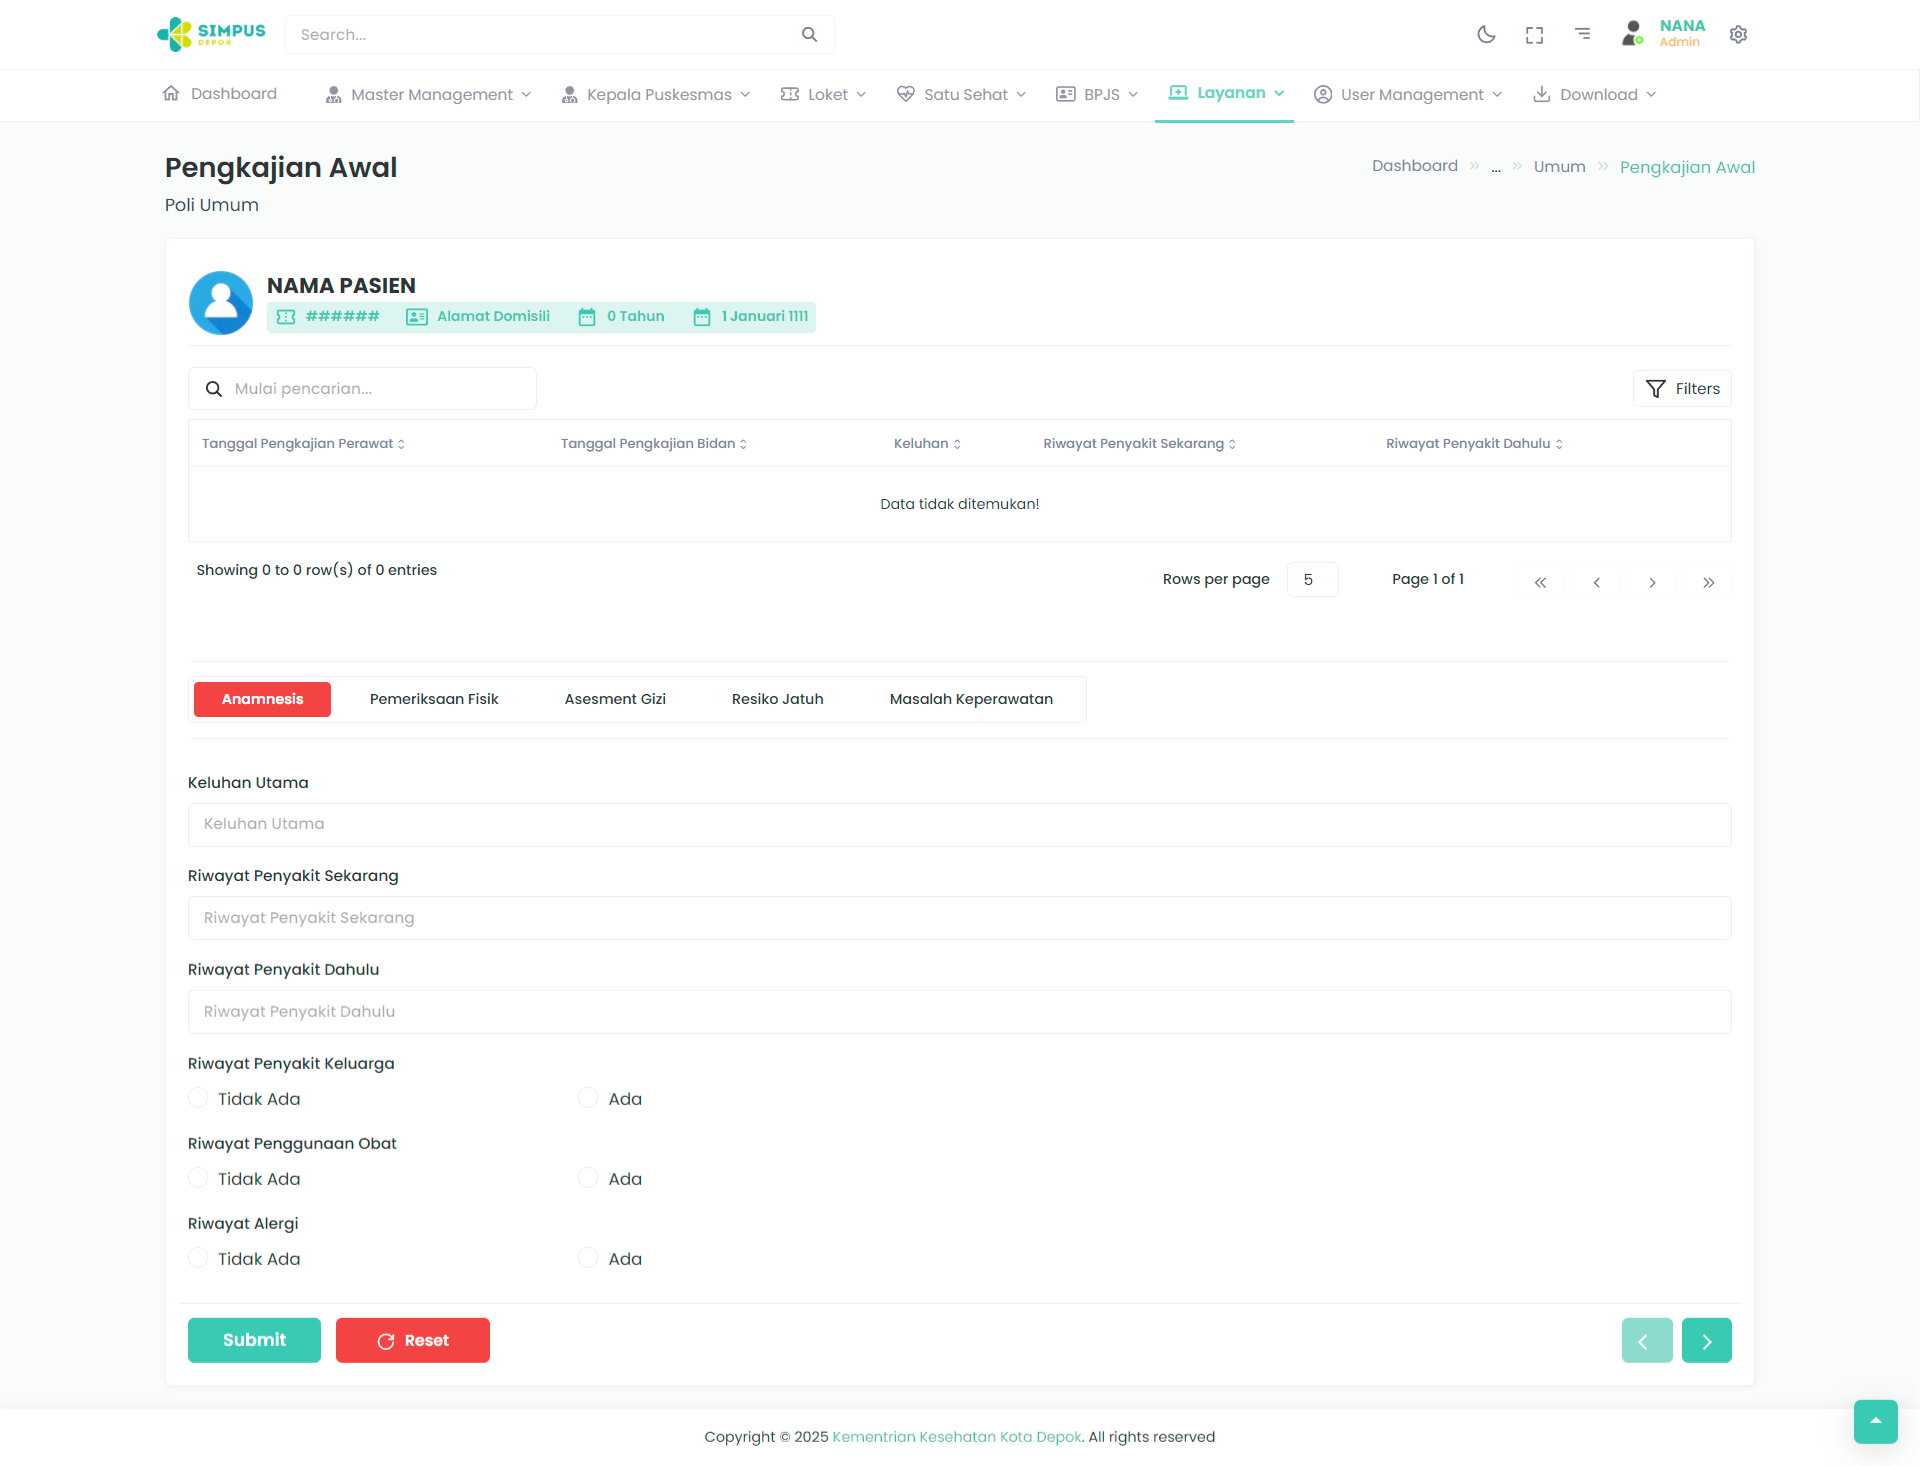 SIMPUS
DEPOK
Search...
NANA
Admin
Dashboard
Master Management
Kepala Puskesmas
Loket
Satu Sehat
BPJS
Layanan
User Management
Download
Pengkajian Awal
Poli Umum
Dashboard » ... » Umum » Pengkajian Awal
NAMA PASIEN
###### Alamat Domisili 0 Tahun 1 Januari 1111
Mulai pencarian...
Filters
Tanggal Pengkajian Perawat Tanggal Pengkajian Bidan Keluhan Riwayat Penyakit Sekarang Riwayat Penyakit Dahulu
Data tidak ditemukan!
Showing 0 to 0 row(s) of 0 entries
Rows per page 5 Page 1 of 1
Anamnesis Pemeriksaan Fisik Asesment Gizi Resiko Jatuh Masalah Keperawatan
Keluhan Utama
Keluhan Utama
Riwayat Penyakit Sekarang
Riwayat Penyakit Sekarang
Riwayat Penyakit Dahulu
Riwayat Penyakit Dahulu
Riwayat Penyakit Keluarga
Tidak Ada Ada
Riwayat Penggunaan Obat
Tidak Ada Ada
Riwayat Alergi
Tidak Ada Ada
Submit Reset
Copyright © 2025 Kementrian Kesehatan Kota Depok. All rights reserved